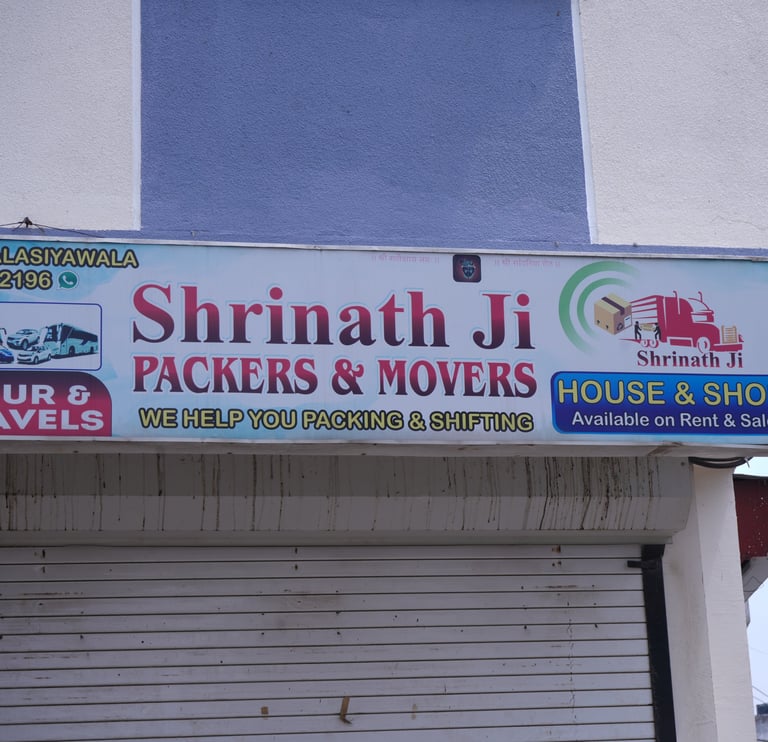 LASIYAWALA
2196
UR &
AVELS
Shrinath Ji
PACKERS & MOVERS
WE HELP YOU PACKING & SHIFTING
Shrinath Ji
HOUSE & SHO
Available on Rent & Sale